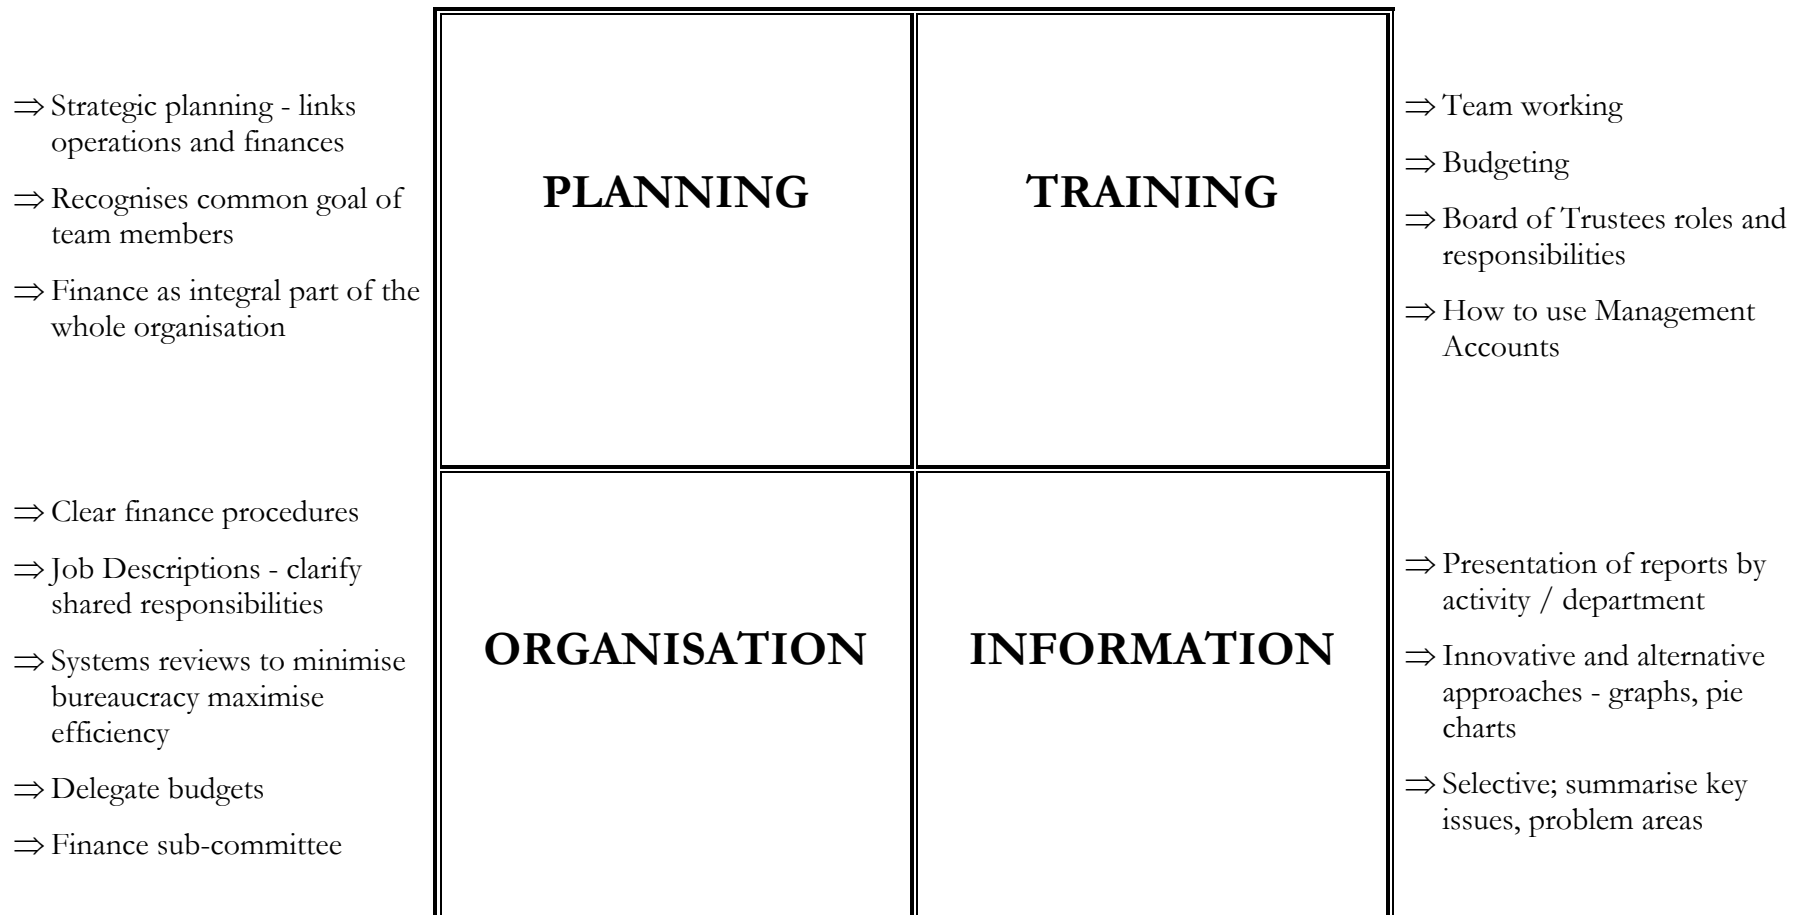 ⇒ Strategic planning - links
operations and finances
⇒ Recognises common goal of
team members
⇒ Finance as integral part of the
whole organisation
PLANNING
TRAINING
⇒ Team working
⇒ Budgeting
⇒ Board of Trustees roles and
responsibilities
⇒ How to use Management
Accounts
⇒ Clear finance procedures
⇒ Job Descriptions - clarify
shared responsibilities
⇒ Systems reviews to minimise
bureaucracy maximise
efficiency
⇒ Delegate budgets
⇒ Finance sub-committee
ORGANISATION
INFORMATION
⇒ Presentation of reports by
activity / department
⇒ Innovative and alternative
approaches - graphs, pie
charts
⇒ Selective; summarise key
issues, problem areas